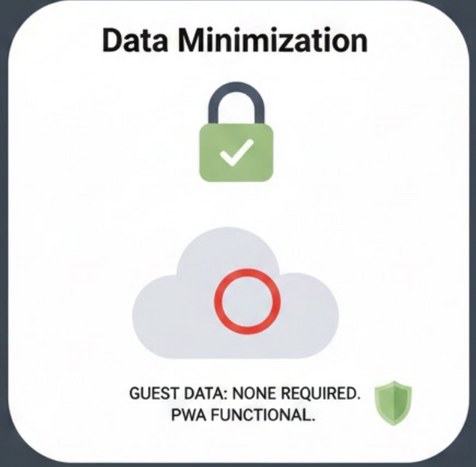 Data Minimization
GUEST DATA: NONE REQUIRED.
PWA FUNCTIONAL.